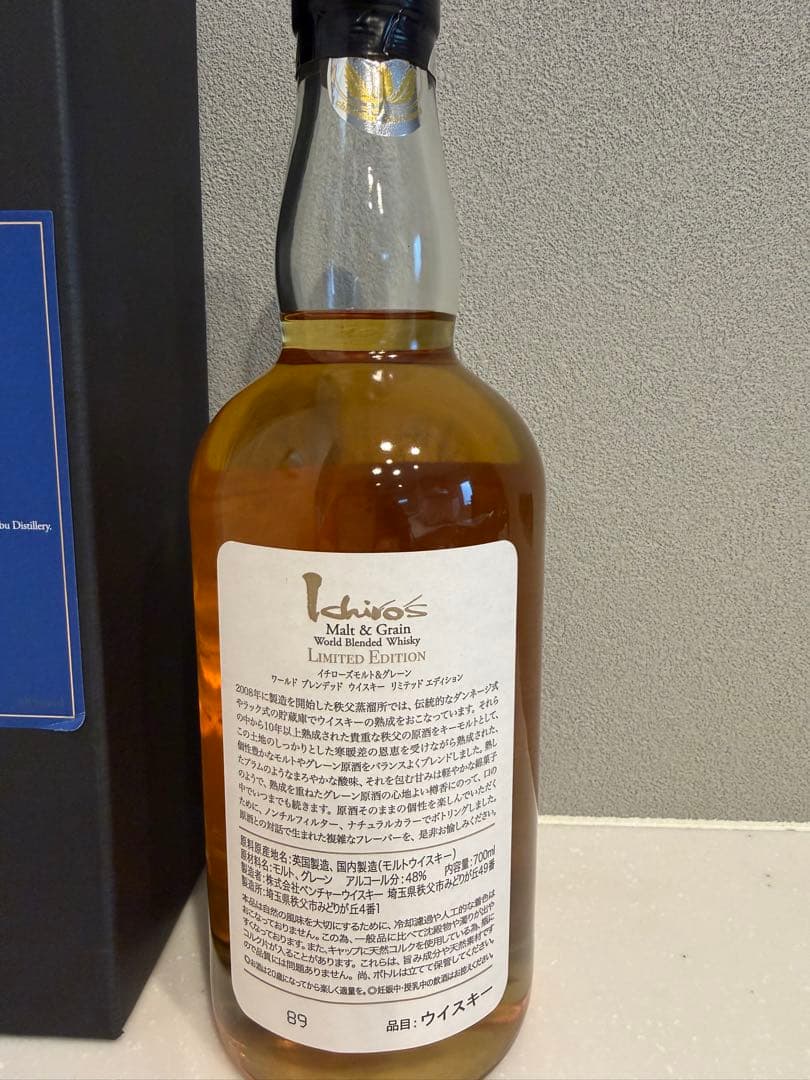 bu Distillery.
Ichiro's
Malt & Grain
World Blended Whisky
LIMITED EDITION
イチローズモルト&グレーン
ワールド ブレンデッド ウイスキー リミテッド エディション
2008年に製造を開始した秩父蒸溜所では、伝統的なダンネージ式
やラック式の貯蔵庫でウイスキーの熟成をおこなっています。それら
の中から10年以上熟成された貴重な秩父の原酒をキーモルトとして、
この土地のしっかりとした寒暖差の恩恵を受けながら熟成された、
個性豊かなモルトやグレーン原酒をバランスよくブレンドしました。熟し
たプラムのようなまろやかな酸味、それを包む甘みは軽やかな綿菓子
のようで、熟成を重ねたグレーン原酒の心地よい樽香にのって、口の
中でいつまでも続きます。原酒そのままの個性を楽しんでいただく
ために、ノンチルフィルター、ナチュラルカラーでボトリングしました。
原酒との対話で生まれた複雑なフレーバーを、是非お愉しみください。
原料原産地名:英国製造、国内製造(モルトウイスキー)
原材料名:モルト、グレーン アルコール分:48% 内容量:700ml
製造者:株式会社ベンチャーウイスキー 埼玉県秩父市みどりが丘49番
製造所:埼玉県秩父市みどりが丘4番1
本品は自然の風味を大切にするために、冷却濾過や人工的な着色は
おこなっておりません。この為、一般品に比べて沈殿物や濁りが出や
すくなっております。また、キャップに天然コルクを使用している為、瓶に
コルク片が入ることがあります。これらは、旨み成分や天然素材です
ので品質には問題ありません。尚、ボトルは立てて保管してください。
◎お酒は20歳になってから楽しく適量を。◎妊娠中・授乳中の飲酒はお控えください。
89
品目:ウイスキー